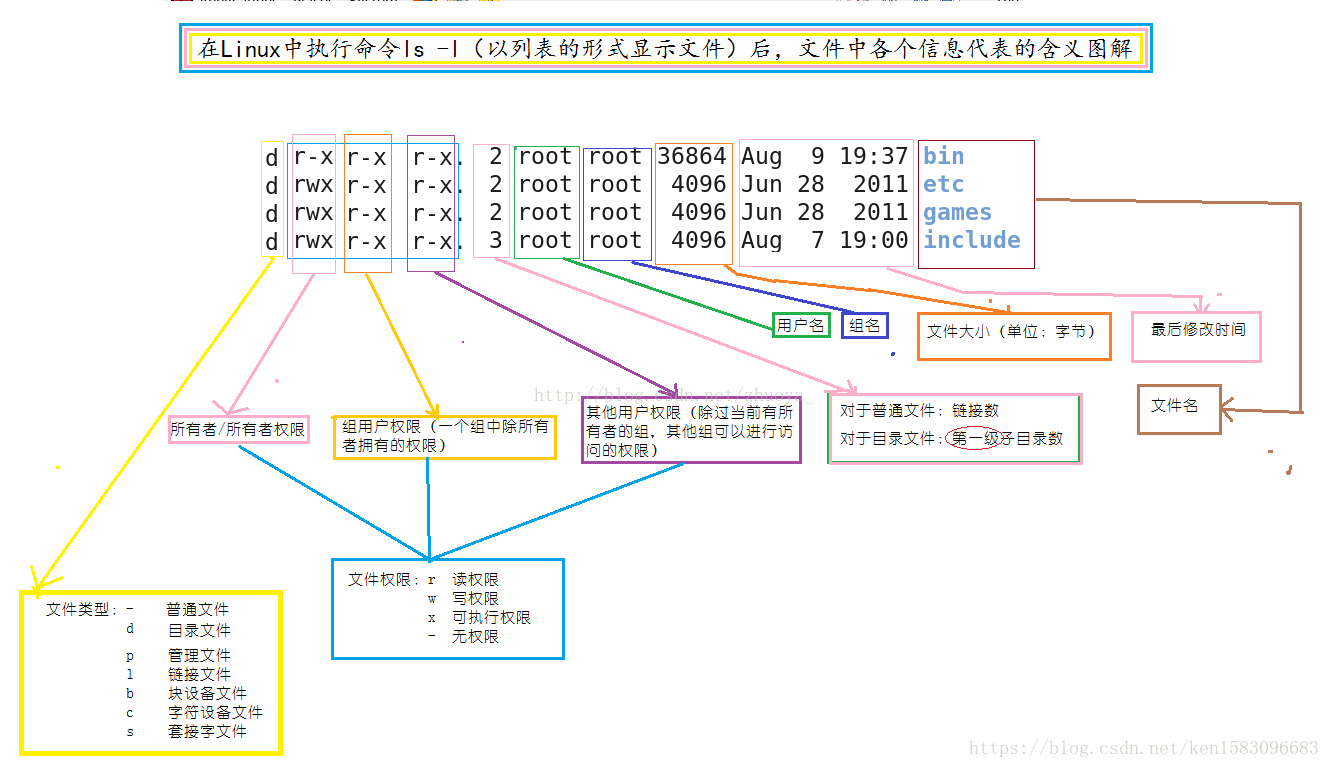 在Linux中执行命令ls -l（以列表的形式显示文件）后，文件中各个信息代表的含义图解
d r-x r-x r-x. 2 root root 36864 Aug 9 19:37 bin
d rwx r-x r-x. 2 root root 4096 Jun 28 2011 etc
d rwx r-x r-x. 2 root root 4096 Jun 28 2011 games
d rwx r-x r-x. 3 root root 4096 Aug 7 19:00 include
用户名
组名
文件大小（单位：字节）
最后修改时间
所有者/所有者权限
组用户权限（一个组中除所有
者拥有的权限）
其他用户权限（除过当前有所
有者的组，其他组可以进行访
问的权限）
对于普通文件：链接数
对于目录文件：第一级子目录数
文件名
文件权限：r 读权限
w 写权限
x 可执行权限
- 无权限
文件类型：- 普通文件
d 目录文件
p 管理文件
l 链接文件
b 块设备文件
c 字符设备文件
s 套接字文件
https://blog.csdn.net/ken1583096683